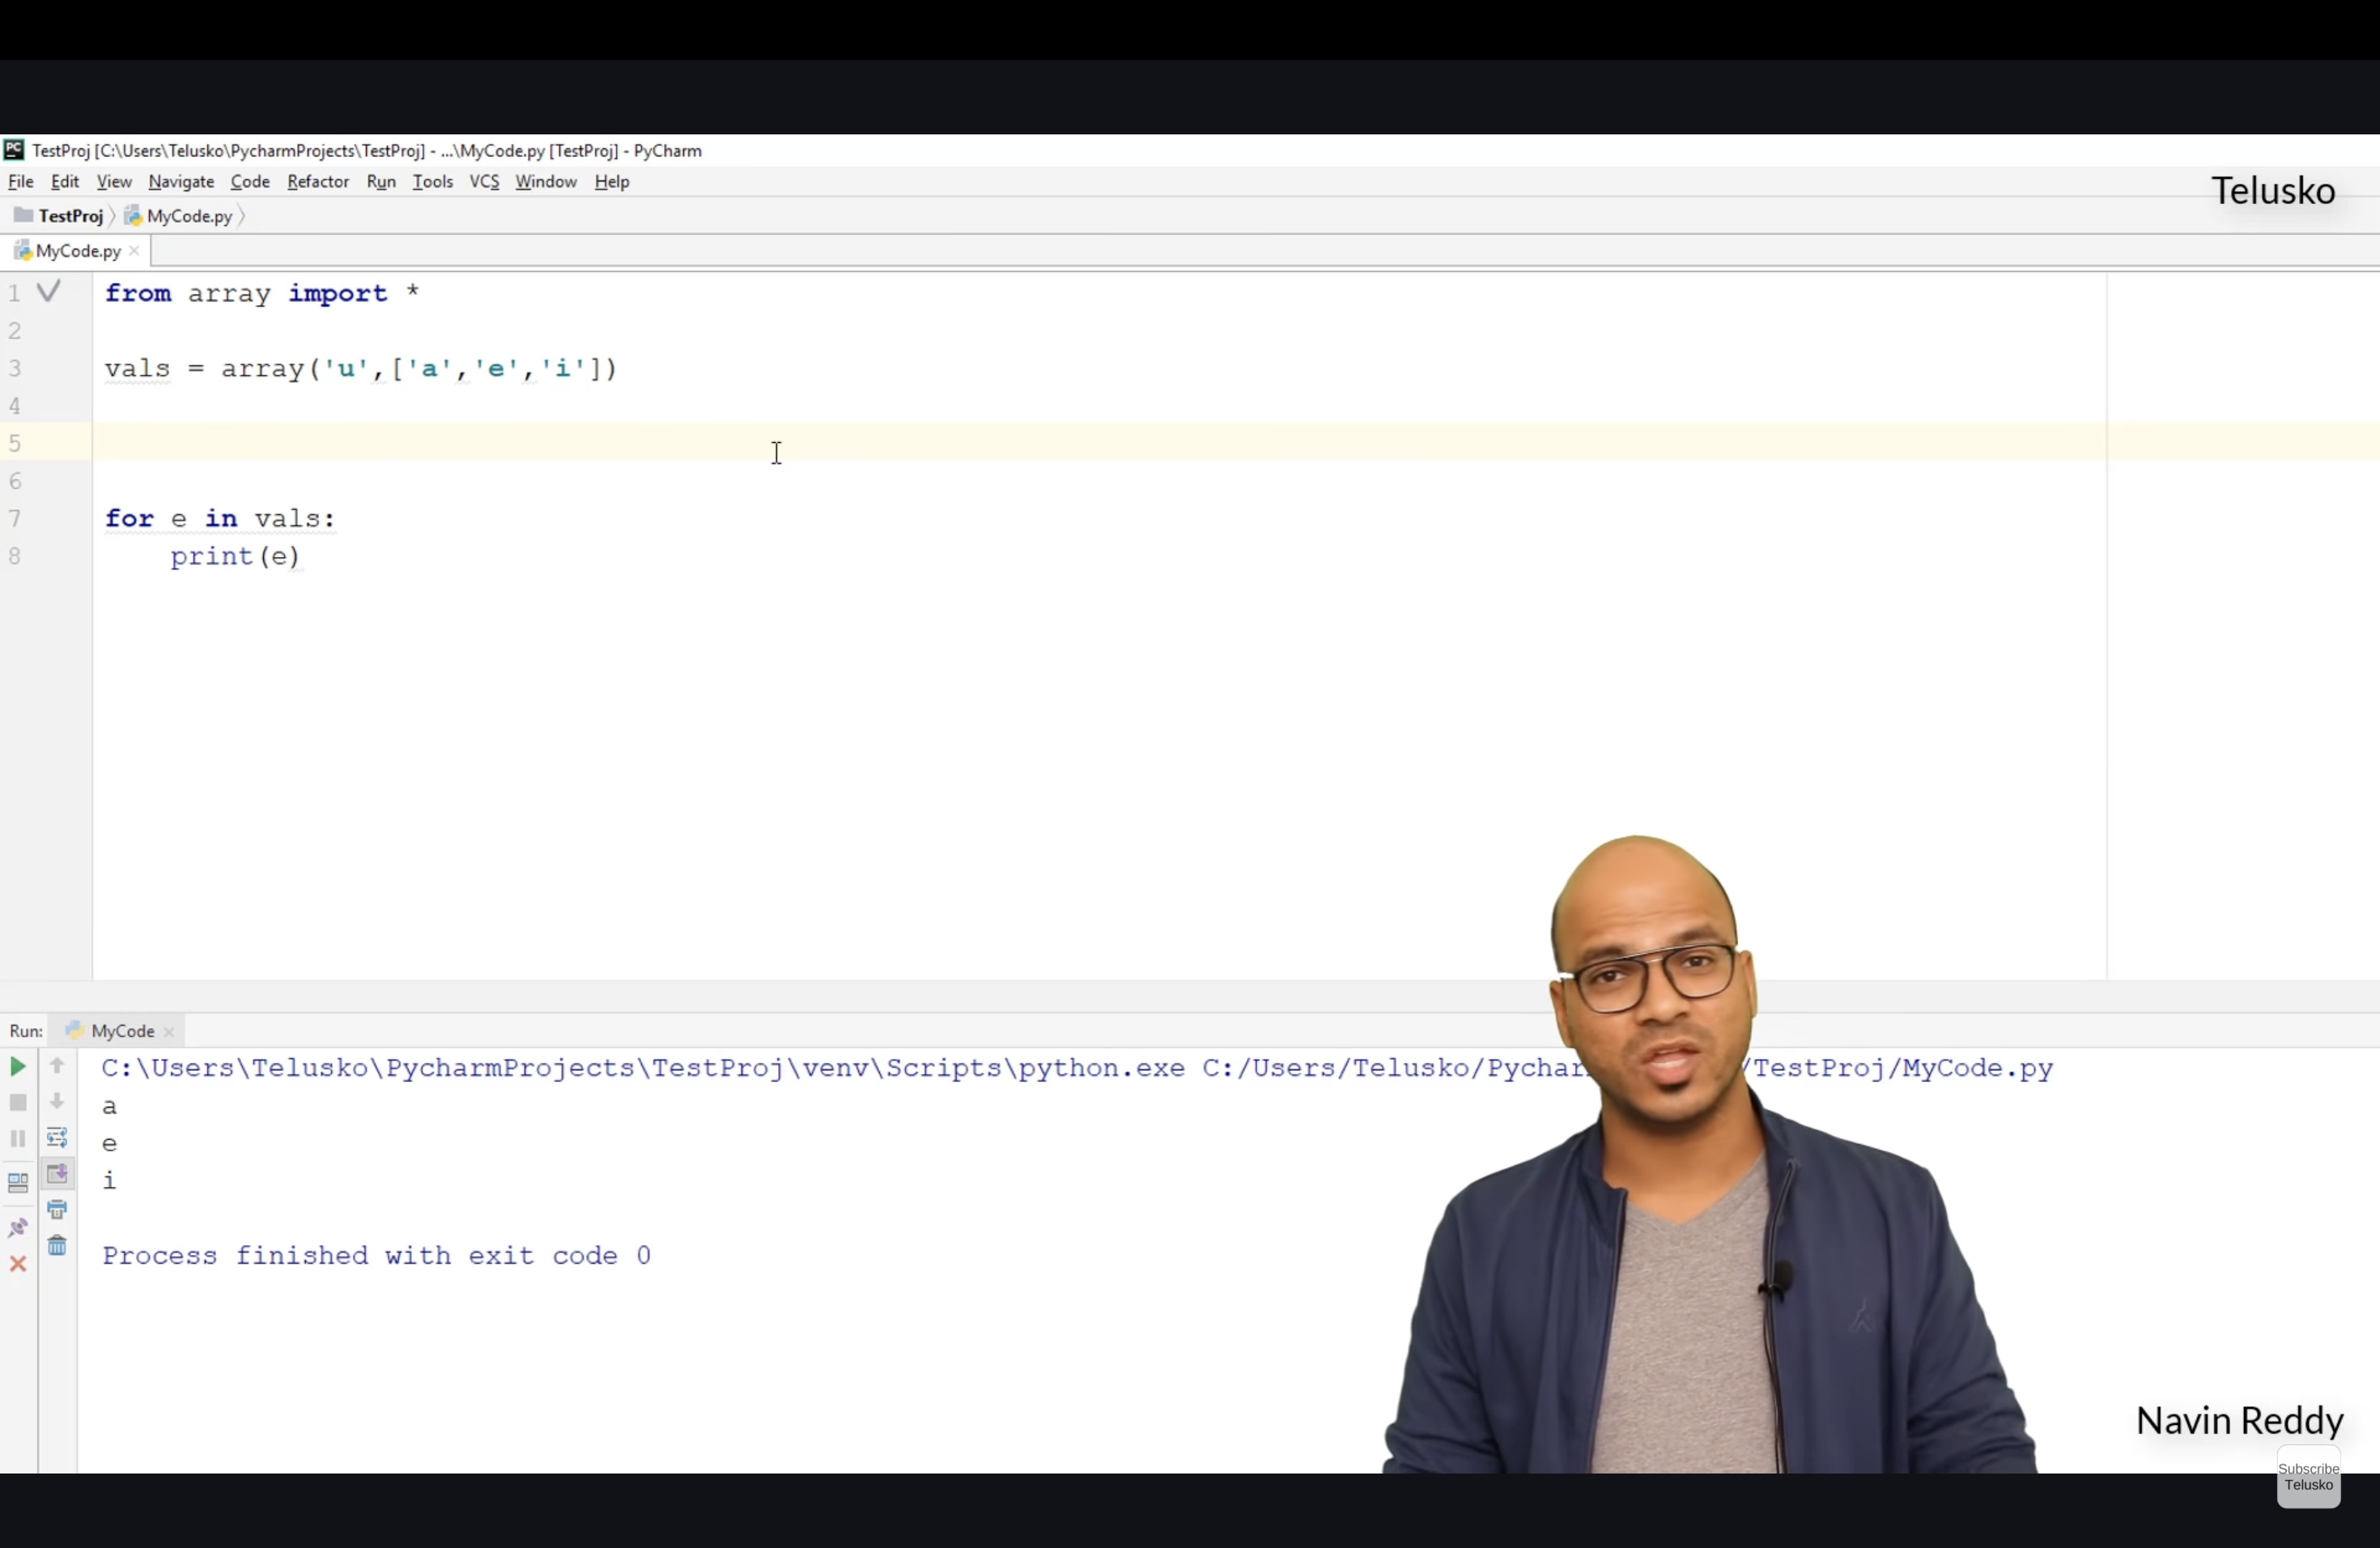 TestProj [C:\Users\Telusko\PycharmProjects\TestProj] - ...\MyCode.py [TestProj] - PyCharm
File Edit View Navigate Code Refactor Run Tools VCS Window Help
Telusko
TestProj MyCode.py
MyCode.py
1 from array import *
2
3 vals = array('u',['a','e','i'])
4
5
6
7 for e in vals:
8 print(e)
Run: MyCode
C:\Users\Telusko\PycharmProjects\TestProj\venv\Scripts\python.exe C:/Users/Telusko/Pychar /TestProj/MyCode.py
a
e
i
Process finished with exit code 0
Navin Reddy
Subscribe
Telusko